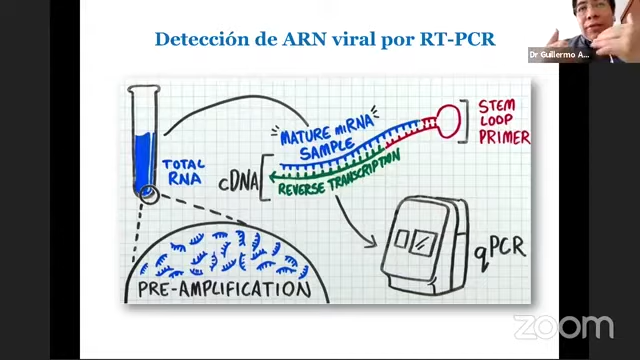 Detección de ARN viral por RT-PCR
Dr Guillermo A...
TOTAL
RNA
"MATURE miRNA
SAMPLE"
STEM
LOOP
PRIMER
cDNA
REVERSE TRANSCRIPTION
qPCR
PRE-AMPLIFICATION
zoom